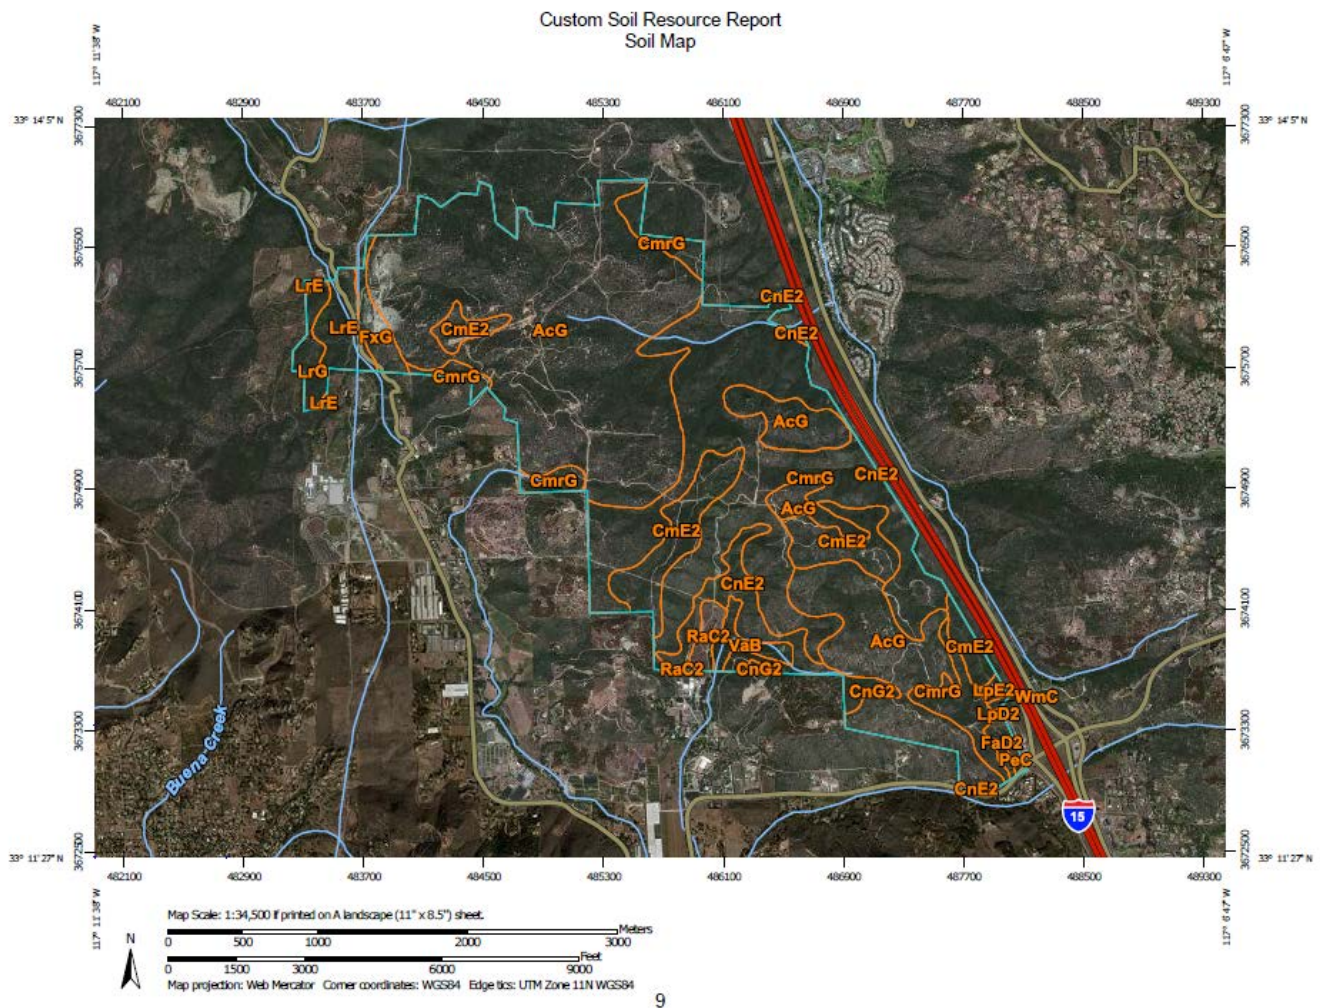 Custom Soil Resource Report
Soil Map
117° 11' 38" W
117° 6' 47" W
482100 482900 483700 484500 485300 486100 486900 487700 488500 489300
33° 14' 5" N
3677300
3677300
33° 14' 5" N
3676500
CmrG
3676500
LrE
CnE2
LrE
FxG
CmE2
AcG
CnE2
3675700
LrG
CmrG
3675700
LrE
AcG
3674900
CmrG
CmrG
CnE2
3674900
AcG
CmE2
CmE2
CnE2
3674100
3674100
RaC2
VaB
AcG
CmE2
RaC2
CnG2
CnG2
CmrG
LpE2
WmC
LpD2
3673300
Buena Creek
FaD2
3673300
PeC
CnE2
15
3672500
3672500
33° 11' 27" N
33° 11' 27" N
482100 482900 483700 484500 485300 486100 486900 487700 488500 489300
117° 11' 38" W
117° 6' 47" W
Map Scale: 1:34,500 if printed on A landscape (11" x 8.5") sheet.
N
Meters
0 500 1000 2000 3000
Feet
0 1500 3000 6000 9000
Map projection: Web Mercator Corner coordinates: WGS84 Edge tics: UTM Zone 11N WGS84
9